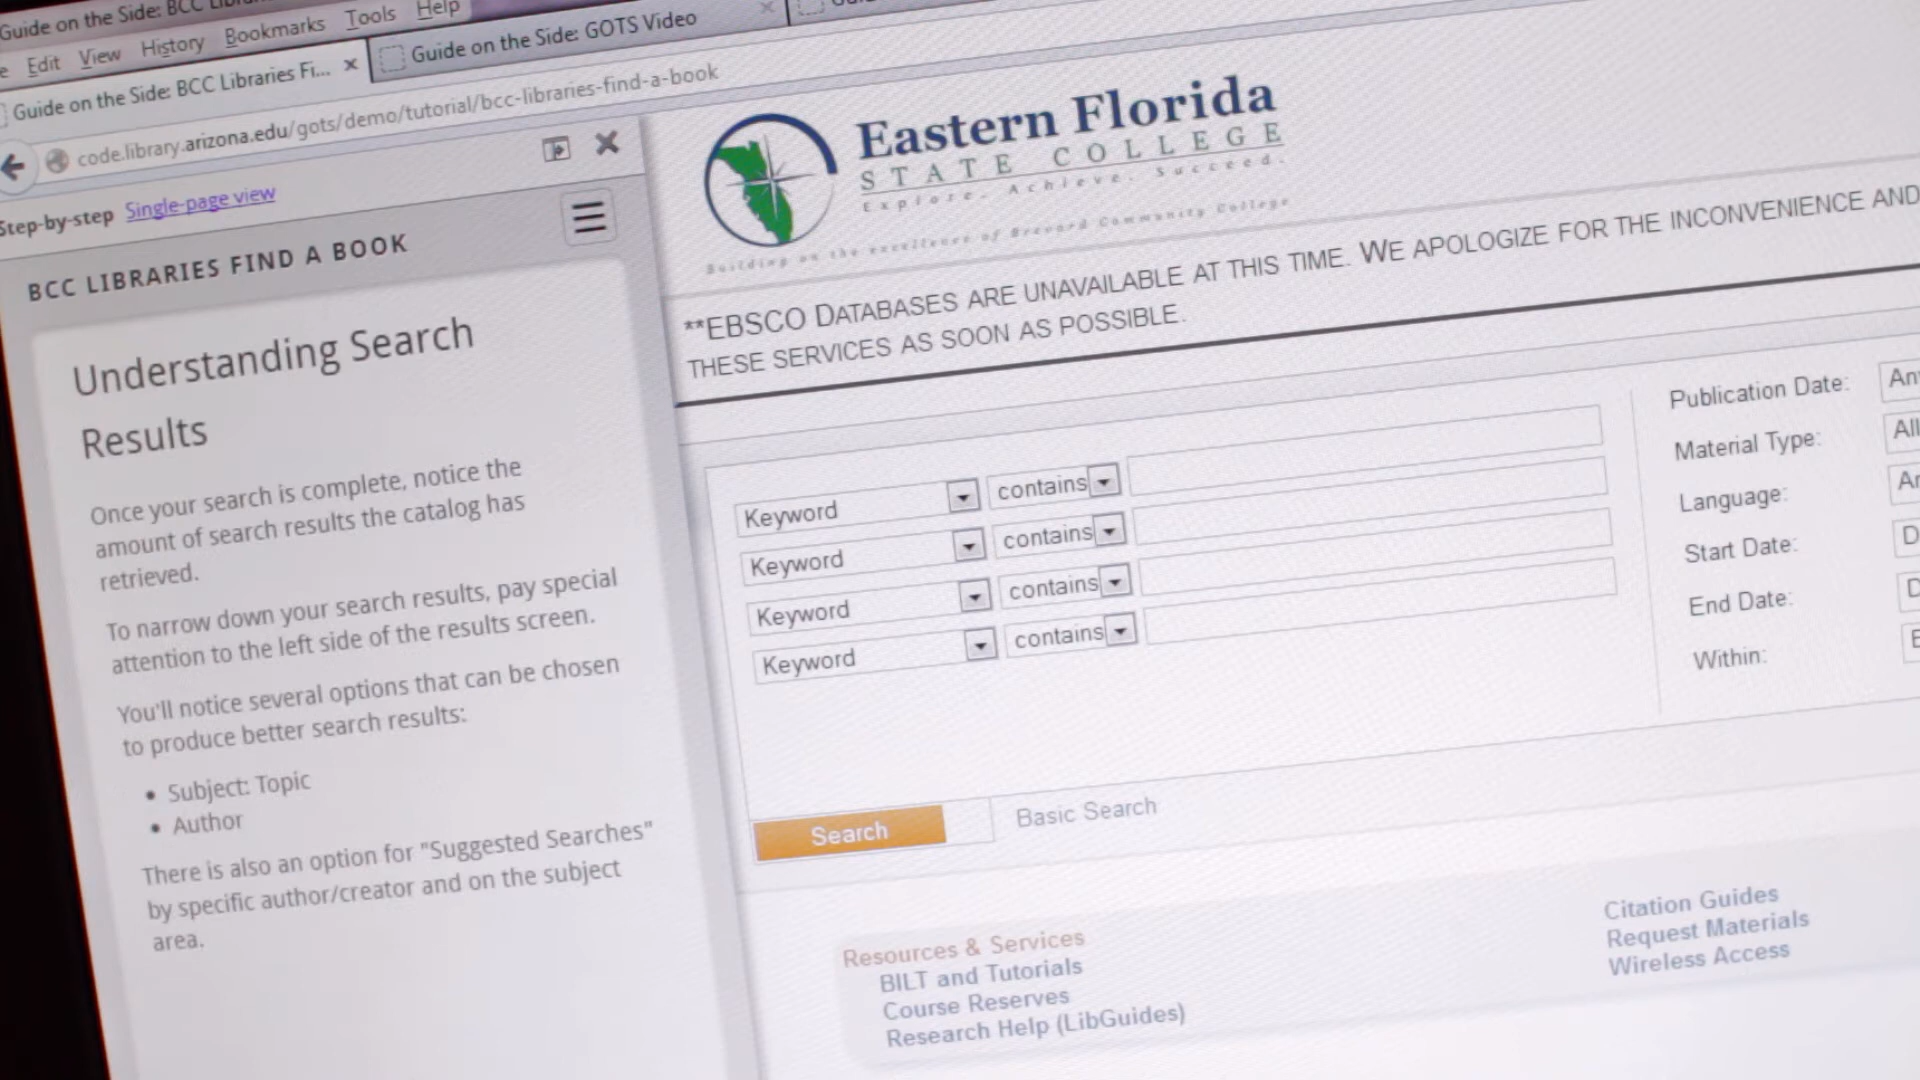 Guide on the Side: BCC
Edit View History Bookmarks Tools Help
Guide on the Side: BCC Libraries Fi... Guide on the Side: GOTS Video
code.library.arizona.edu/gots/demo/tutorial/bcc-libraries-find-a-book
Step-by-step Single-page view
BCC LIBRARIES FIND A BOOK
Understanding Search
Results
Once your search is complete, notice the
amount of search results the catalog has
retrieved.
To narrow down your search results, pay special
attention to the left side of the results screen.
You'll notice several options that can be chosen
to produce better search results:
• Subject: Topic
• Author
There is also an option for "Suggested Searches"
by specific author/creator and on the subject
area.
Eastern Florida
STATE COLLEGE
Explore. Achieve. Succeed.
Building on the excellence of Brevard Community College
**EBSCO DATABASES ARE UNAVAILABLE AT THIS TIME. WE APOLOGIZE FOR THE INCONVENIENCE AND
THESE SERVICES AS SOON AS POSSIBLE.
Keyword contains
Keyword contains
Keyword contains
Keyword contains
Publication Date:
Material Type: All
Language:
Start Date:
End Date:
Within:
Search Basic Search
Resources & Services
BILT and Tutorials
Course Reserves
Research Help (LibGuides)
Citation Guides
Request Materials
Wireless Access